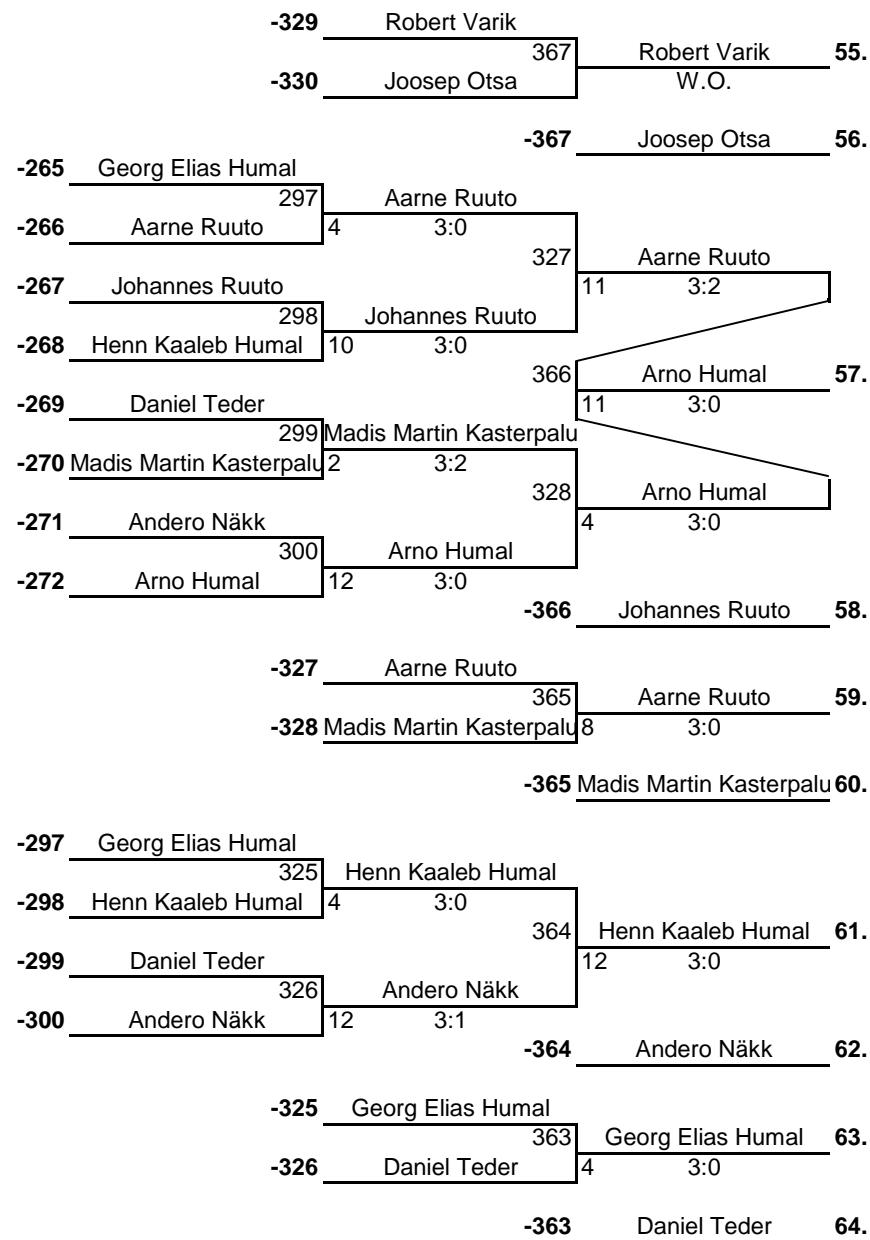 -329 Robert Varik
367 Robert Varik 55.
-330 Joosep Otsa W.O.
-367 Joosep Otsa 56.
-265 Georg Elias Humal
297 Aarne Ruuto
-266 Aarne Ruuto 4 3:0
327 Aarne Ruuto
-267 Johannes Ruuto 11 3:2
298 Johannes Ruuto
-268 Henn Kaaleb Humal 10 3:0
366 Arno Humal 57.
-269 Daniel Teder 11 3:0
299 Madis Martin Kasterpalu
-270 Madis Martin Kasterpalu 2 3:2
328 Arno Humal
-271 Andero Näkk 4 3:0
300 Arno Humal
-272 Arno Humal 12 3:0
-366 Johannes Ruuto 58.
-327 Aarne Ruuto
365 Aarne Ruuto 59.
-328 Madis Martin Kasterpalu 8 3:0
-365 Madis Martin Kasterpalu 60.
-297 Georg Elias Humal
325 Henn Kaaleb Humal
-298 Henn Kaaleb Humal 4 3:0
364 Henn Kaaleb Humal 61.
-299 Daniel Teder 12 3:0
326 Andero Näkk
-300 Andero Näkk 12 3:1
-364 Andero Näkk 62.
-325 Georg Elias Humal
363 Georg Elias Humal 63.
-326 Daniel Teder 4 3:0
-363 Daniel Teder 64.